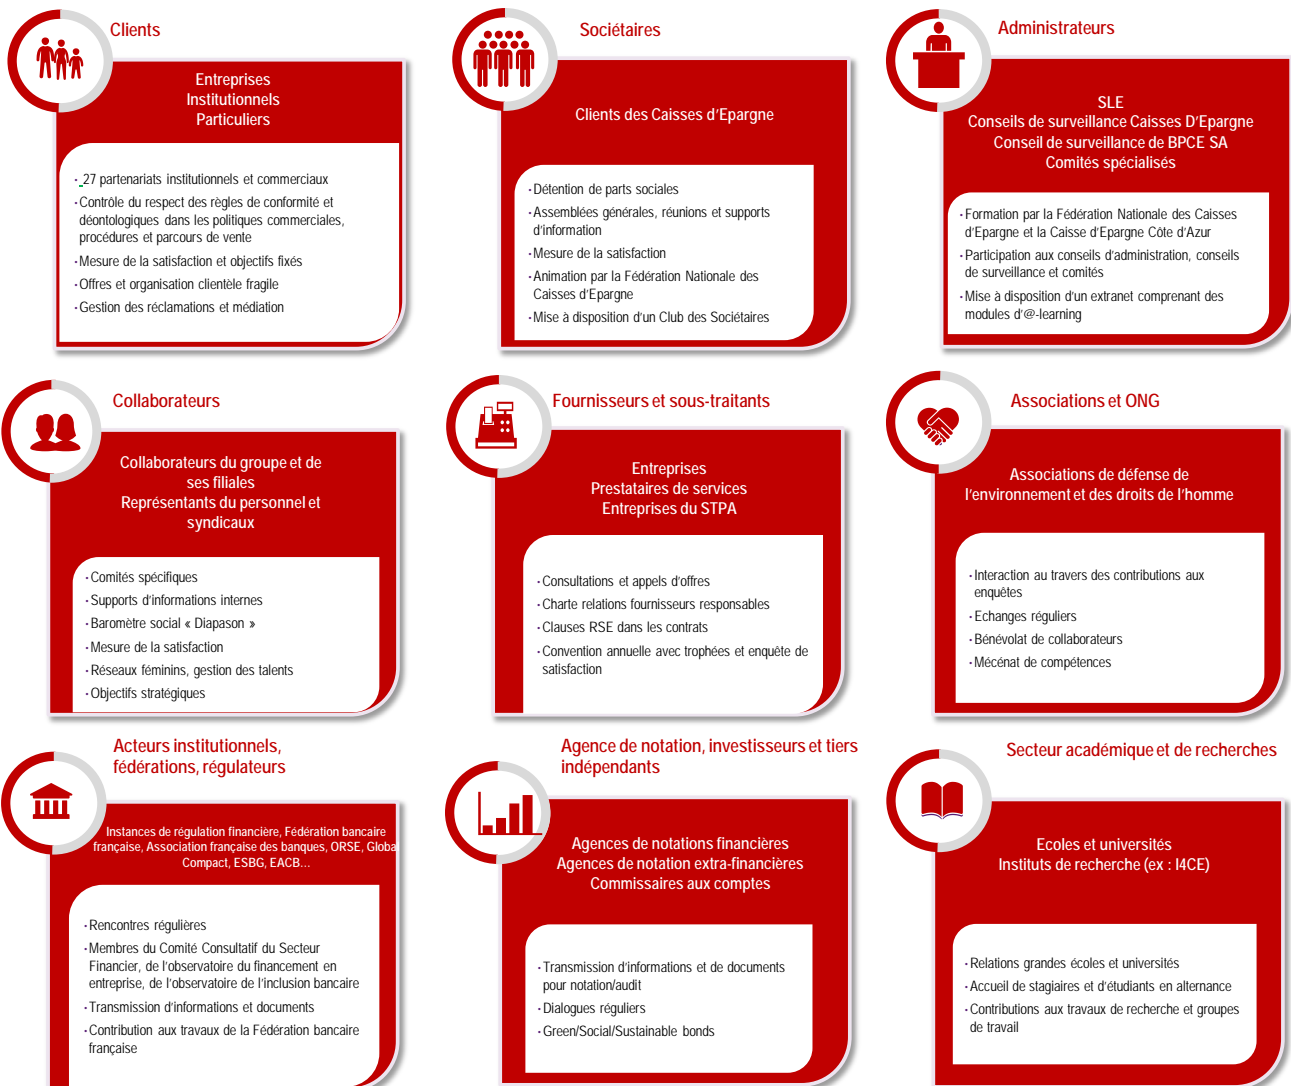 Clients
Entreprises
Institutionnels
Particuliers
· 27 partenariats institutionnels et commerciaux
· Contrôle du respect des règles de conformité et
déontologiques dans les politiques commerciales,
procédures et parcours de vente
· Mesure de la satisfaction et objectifs fixés
· Offres et organisation clientèle fragile
· Gestion des réclamations et médiation
Sociétaires
Clients des Caisses d'Epargne
· Détention de parts sociales
· Assemblées générales, réunions et supports
d'information
· Mesure de la satisfaction
· Animation par la Fédération Nationale des
Caisses d'Epargne
· Mise à disposition d'un Club des Sociétaires
Administrateurs
SLE
Conseils de surveillance Caisses D'Epargne
Conseil de surveillance de BPCE SA
Comités spécialisés
· Formation par la Fédération Nationale des Caisses
d'Epargne et la Caisse d'Epargne Côte d'Azur
· Participation aux conseils d'administration, conseils
de surveillance et comités
· Mise à disposition d'un extranet comprenant des
modules d'@-learning
Collaborateurs
Collaborateurs du groupe et de
ses filiales
Représentants du personnel et
syndicaux
· Comités spécifiques
· Supports d'informations internes
· Baromètre social « Diapason »
· Mesure de la satisfaction
· Réseaux féminins, gestion des talents
· Objectifs stratégiques
Fournisseurs et sous-traitants
Entreprises
Prestataires de services
Entreprises du STPA
· Consultations et appels d'offres
· Charte relations fournisseurs responsables
· Clauses RSE dans les contrats
· Convention annuelle avec trophées et enquête de
satisfaction
Associations et ONG
Associations de défense de
l'environnement et des droits de l'homme
· Interaction au travers des contributions aux
enquêtes
· Echanges réguliers
· Bénévolat de collaborateurs
· Mécénat de compétences
Acteurs institutionnels,
fédérations, régulateurs
Instances de régulation financière, Fédération bancaire
française, Association française des banques, ORSE, Global
Compact, ESBG, EACB…
· Rencontres régulières
· Membres du Comité Consultatif du Secteur
Financier, de l'observatoire du financement en
entreprise, de l'observatoire de l'inclusion bancaire
· Transmission d'informations et documents
· Contribution aux travaux de la Fédération bancaire
française
Agence de notation, investisseurs et tiers
indépendants
Agences de notations financières
Agences de notation extra-financières
Commissaires aux comptes
· Transmission d'informations et de documents
pour notation/audit
· Dialogues réguliers
· Green/Social/Sustainable bonds
Secteur académique et de recherches
Ecoles et universités
Instituts de recherche (ex : I4CE)
· Relations grandes écoles et universités
· Accueil de stagiaires et d'étudiants en alternance
· Contributions aux travaux de recherche et groupes
de travail